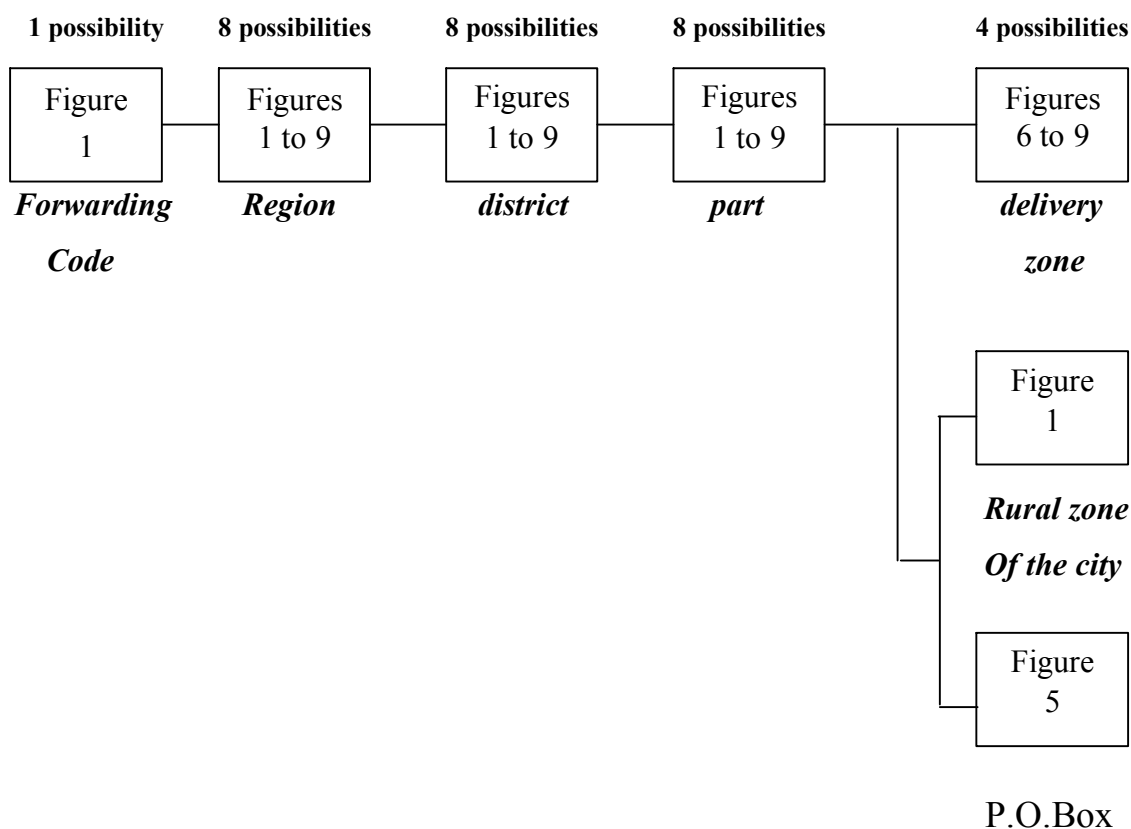 1 possibility 8 possibilities 8 possibilities 8 possibilities 4 possibilities
Figure
1
Figures
1 to 9
Figures
1 to 9
Figures
1 to 9
Figures
6 to 9
Forwarding
Code
Region
district
part
delivery
zone
Figure
1
Rural zone
Of the city
Figure
5
P.O.Box